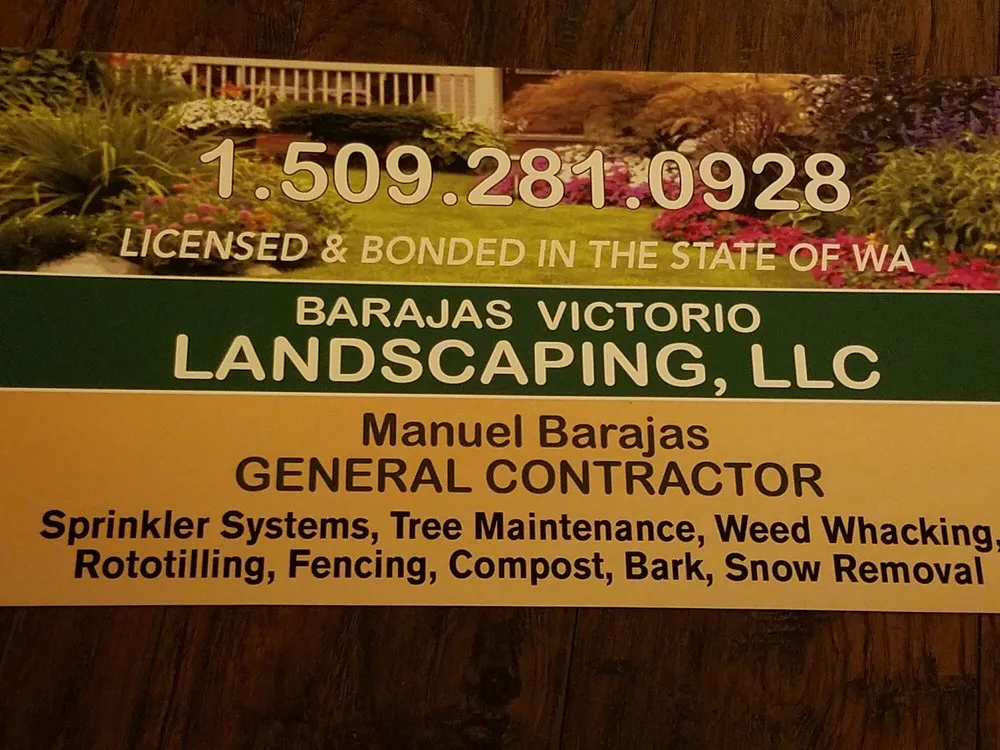 1.509.281.0928
LICENSED & BONDED IN THE STATE OF WA
BARAJAS VICTORIO
LANDSCAPING, LLC
Manuel Barajas
GENERAL CONTRACTOR
Sprinkler Systems, Tree Maintenance, Weed Whacking,
Rototilling, Fencing, Compost, Bark, Snow Removal